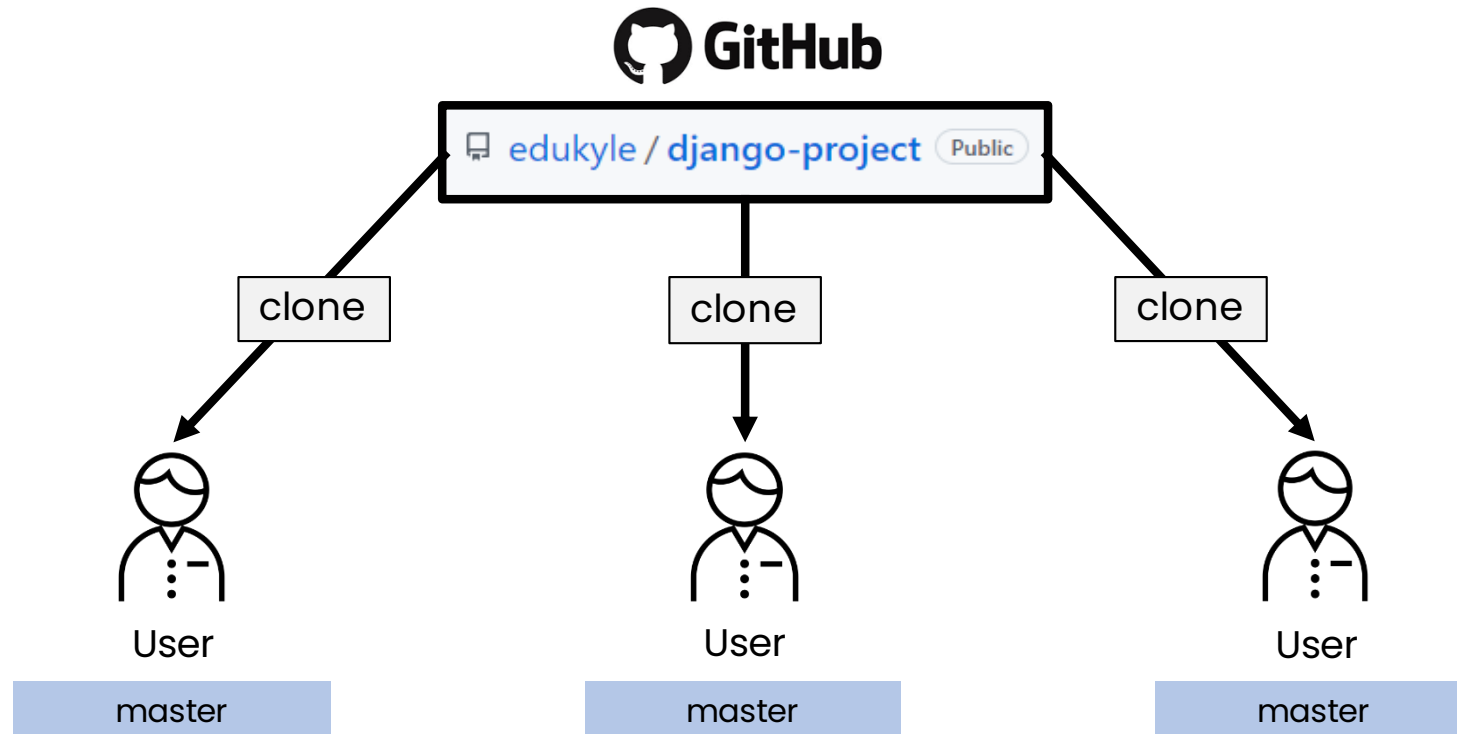 GitHub
edukyle / django-project Public
clone clone clone
User User User
master master master